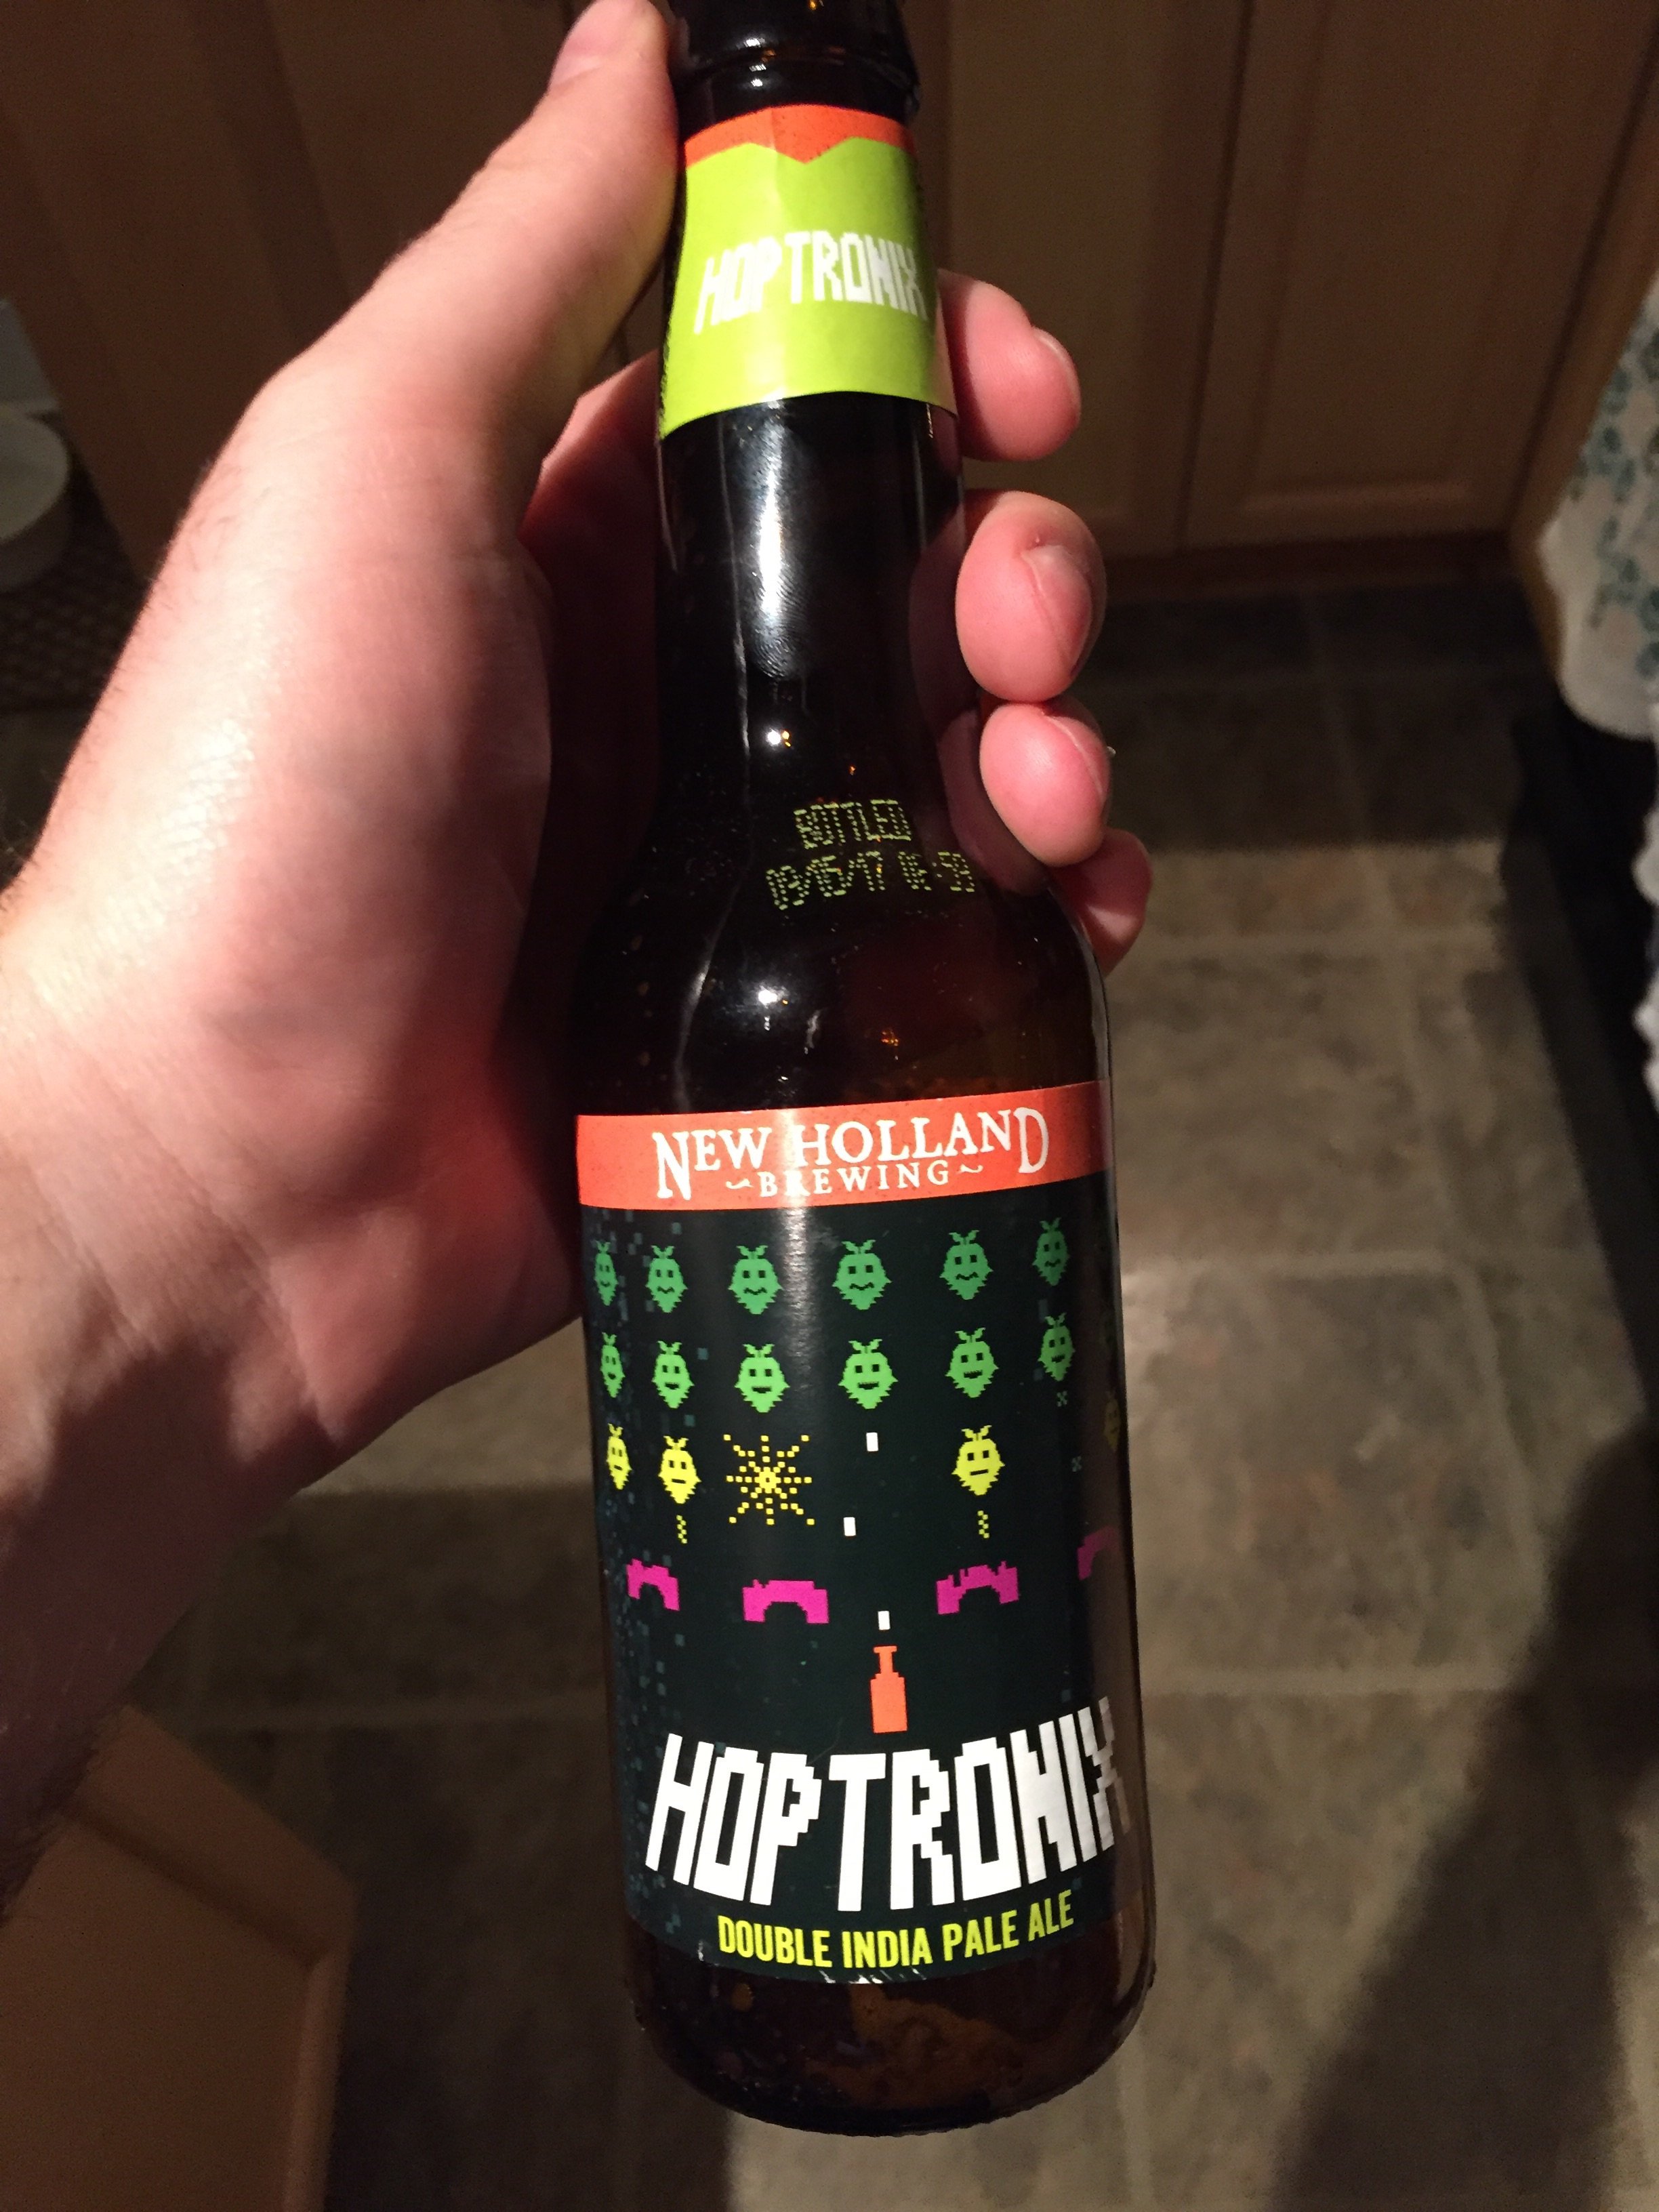 HOPTRONIX
BOTTLED
NEW HOLLAND
~BREWING~
HOPTRONIX
DOUBLE INDIA PALE ALE